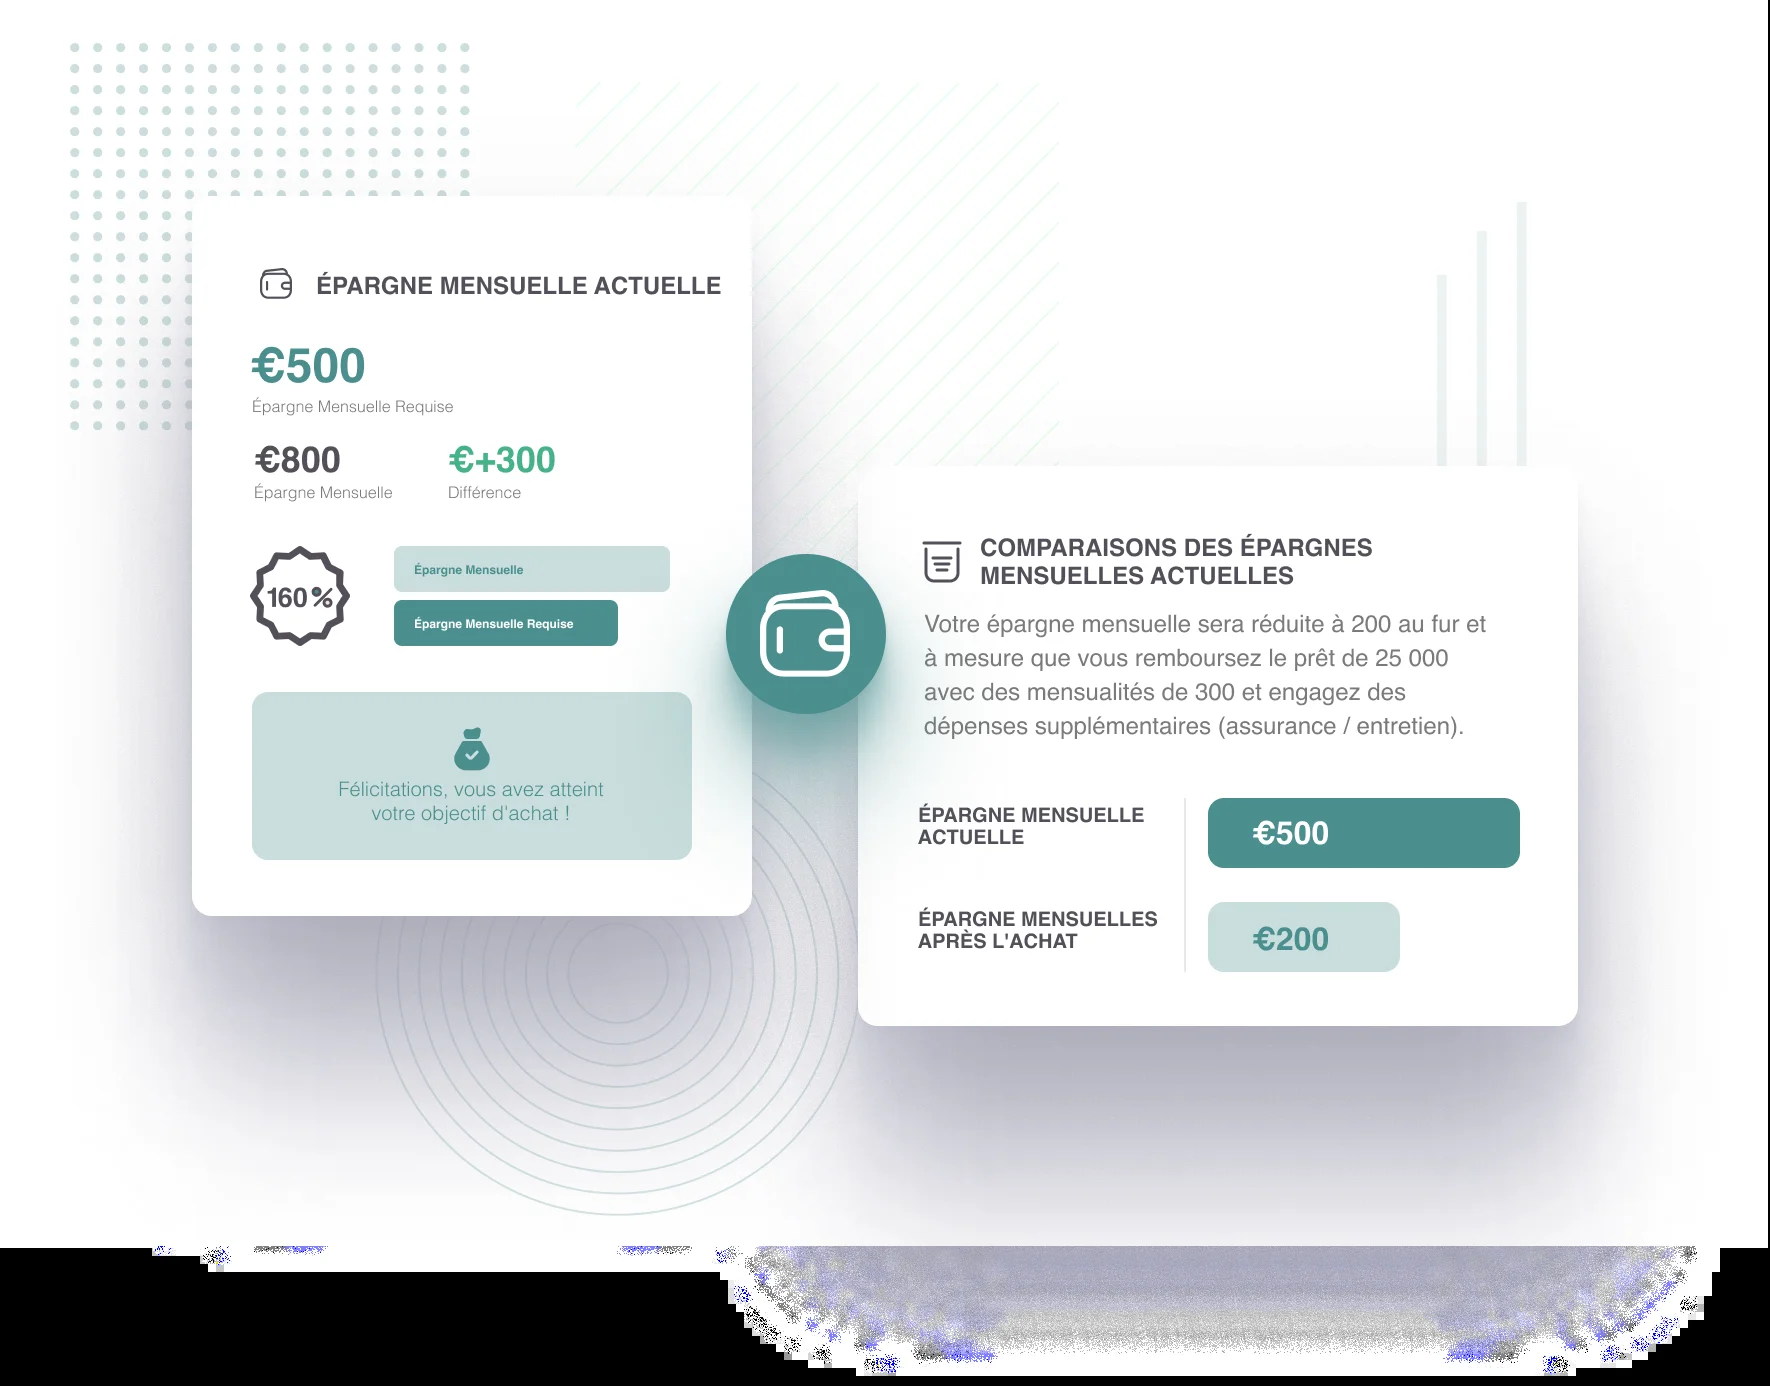 ÉPARGNE MENSUELLE ACTUELLE
€500
Épargne Mensuelle Requise
€800
€+300
Épargne Mensuelle
Différence
160%
Épargne Mensuelle
Épargne Mensuelle Requise
Félicitations, vous avez atteint
votre objectif d'achat !
COMPARAISONS DES ÉPARGNES
MENSUELLES ACTUELLES
Votre épargne mensuelle sera réduite à 200 au fur et
à mesure que vous remboursez le prêt de 25 000
avec des mensualités de 300 et engagez des
dépenses supplémentaires (assurance / entretien).
ÉPARGNE MENSUELLE
ACTUELLE
€500
ÉPARGNE MENSUELLES
APRÈS L'ACHAT
€200